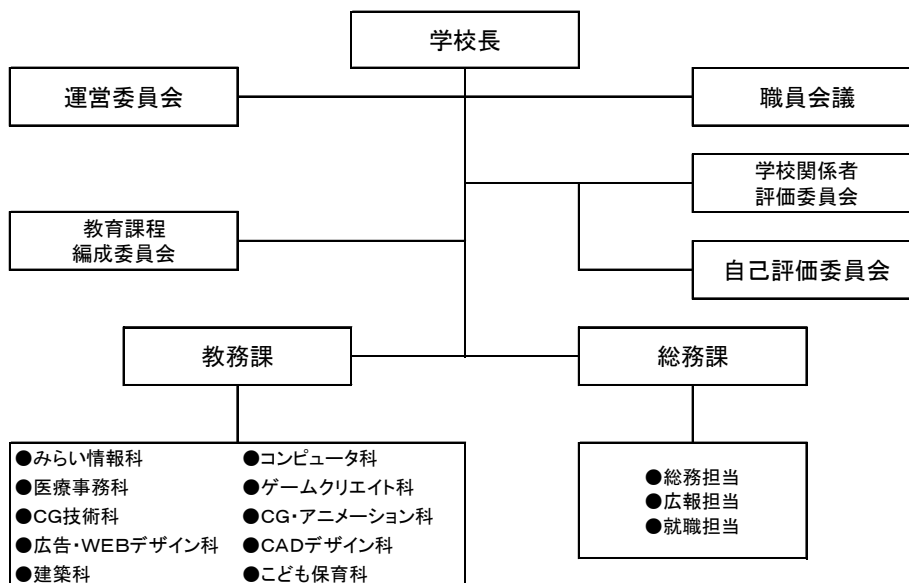 学校長
運営委員会
職員会議
学校関係者
評価委員会
教育課程
編成委員会
自己評価委員会
教務課
総務課
●みらい情報科
●コンピュータ科
●医療事務科
●ゲームクリエイト科
●CG技術科
●CG・アニメーション科
●広告・WEBデザイン科
●CADデザイン科
●建築科
●こども保育科
●総務担当
●広報担当
●就職担当